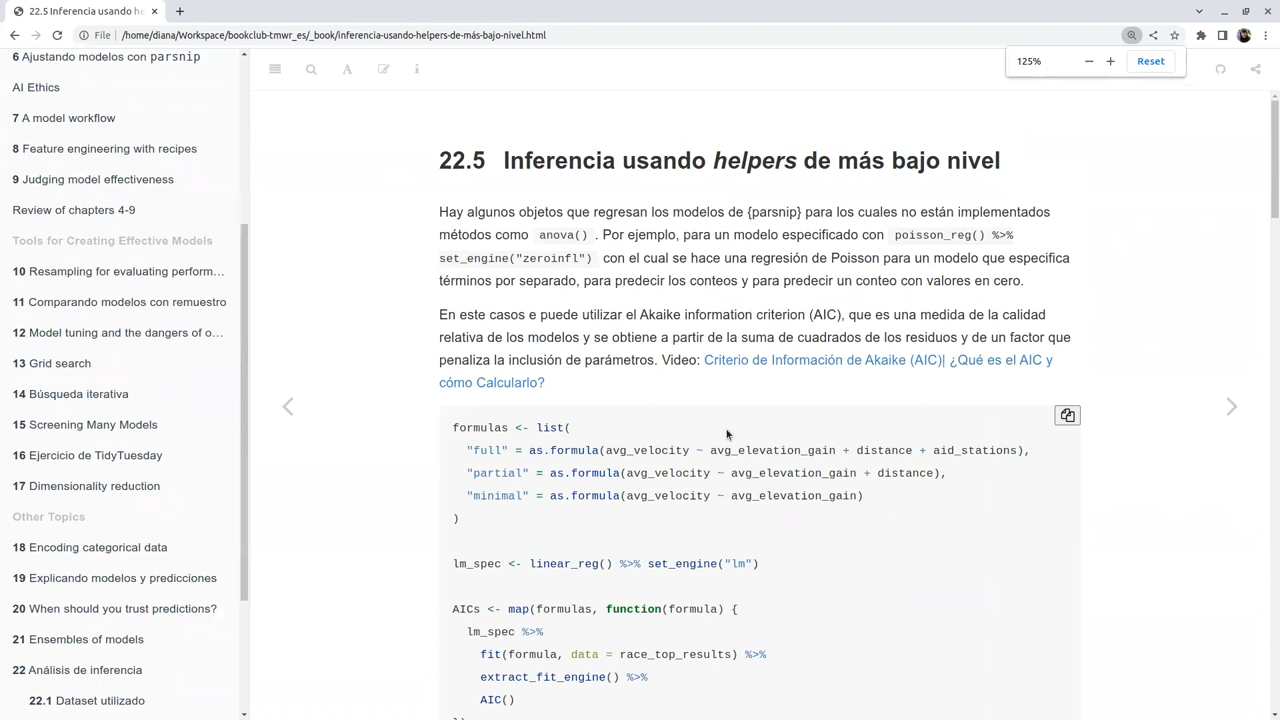 22.5 Inferencia usando h
File
/home/diana/Workspace/bookclub-tmwr_es/_book/inferencia-usando-helpers-de-más-bajo-nivel.html
125%
Reset
6 Ajustando modelos con parsnip
AI Ethics
7 A model workflow
8 Feature engineering with recipes
9 Judging model effectiveness
Review of chapters 4-9
Tools for Creating Effective Models
10 Resampling for evaluating perform…
11 Comparando modelos con remuestro
12 Model tuning and the dangers of o…
13 Grid search
14 Búsqueda iterativa
15 Screening Many Models
16 Ejercicio de TidyTuesday
17 Dimensionality reduction
Other Topics
18 Encoding categorical data
19 Explicando modelos y predicciones
20 When should you trust predictions?
21 Ensembles of models
22 Análisis de inferencia
22.1 Dataset utilizado
22.5 Inferencia usando helpers de más bajo nivel
Hay algunos objetos que regresan los modelos de {parsnip} para los cuales no están implementados
métodos como anova() . Por ejemplo, para un modelo especificado con poisson_reg() %>%
set_engine("zeroinfl") con el cual se hace una regresión de Poisson para un modelo que especifica
términos por separado, para predecir los conteos y para predecir un conteo con valores en cero.
En este casos e puede utilizar el Akaike information criterion (AIC), que es una medida de la calidad
relativa de los modelos y se obtiene a partir de la suma de cuadrados de los residuos y de un factor que
penaliza la inclusión de parámetros. Video: Criterio de Información de Akaike (AIC)| ¿Qué es el AIC y
cómo Calcularlo?
formulas <- list(
"full" = as.formula(avg_velocity ~ avg_elevation_gain + distance + aid_stations),
"partial" = as.formula(avg_velocity ~ avg_elevation_gain + distance),
"minimal" = as.formula(avg_velocity ~ avg_elevation_gain)
)
lm_spec <- linear_reg() %>% set_engine("lm")
AICs <- map(formulas, function(formula) {
lm_spec %>%
fit(formula, data = race_top_results) %>%
extract_fit_engine() %>%
AIC()